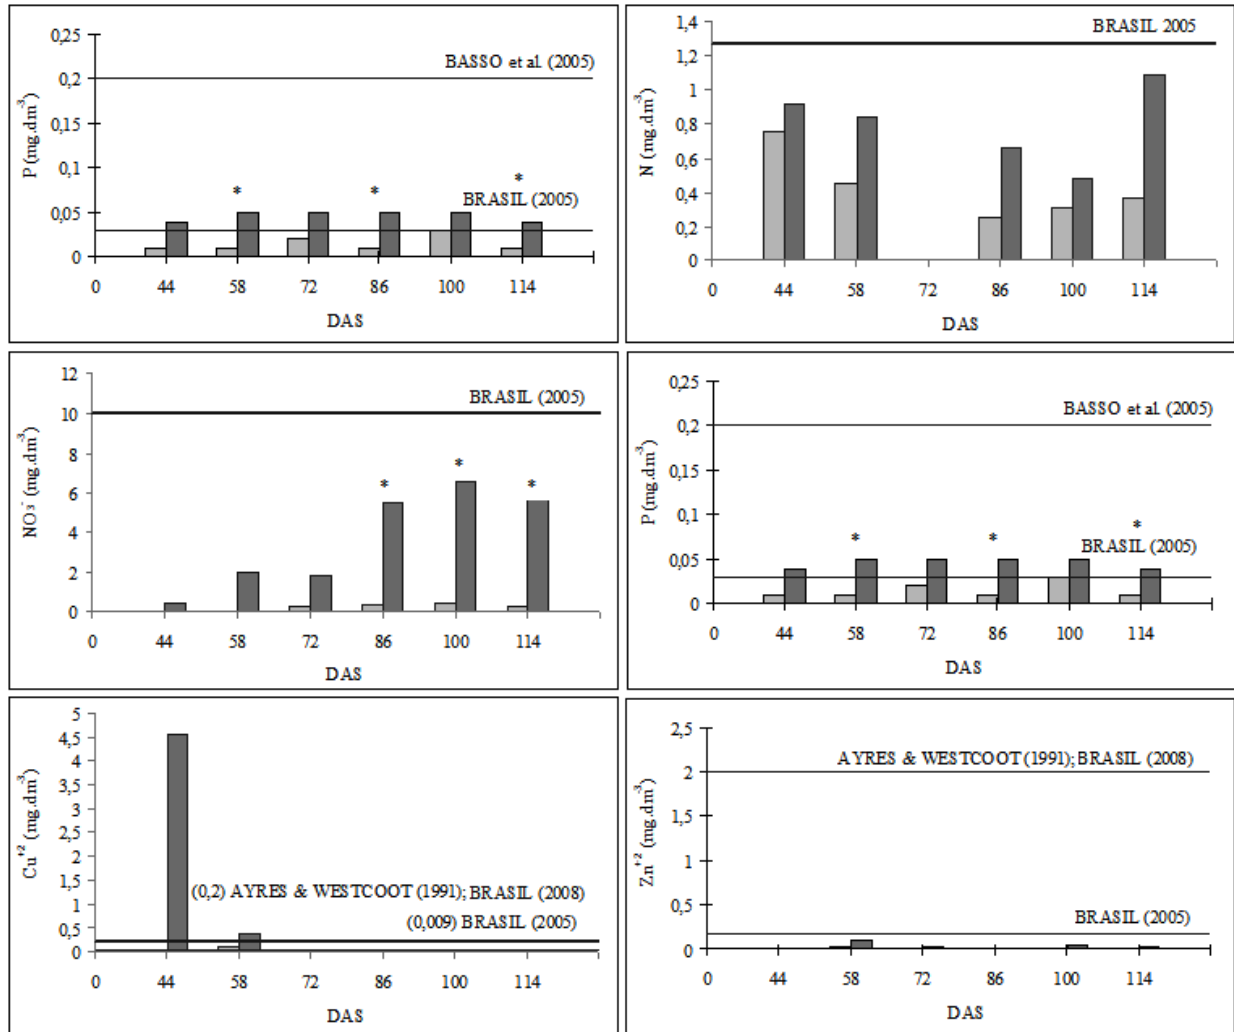 0,25
BASSO et al. (2005)
0,2
0,15
P (mg.dm-3)
0,1
* * *
BRASIL (2005)
0,05
0
0 44 58 72 86 100 114
DAS
1,4
BRASIL 2005
1,2
1
0,8
N (mg.dm-3)
0,6
0,4
0,2
0
0 44 58 72 86 100 114
DAS
12
BRASIL (2005)
10
8
NO3- (mg.dm-3)
* * *
6
4
2
0
0 44 58 72 86 100 114
DAS
0,25
BASSO et al. (2005)
0,2
0,15
P (mg.dm-3)
0,1
* * *
BRASIL (2005)
0,05
0
0 44 58 72 86 100 114
DAS
5
4,5
4
3,5
3
Cu+2 (mg.dm-3)
2,5
2
1,5
(0,2) AYRES & WESTCOOT (1991); BRASIL (2008)
1
(0,009) BRASIL (2005)
0,5
0
0 44 58 72 86 100 114
DAS
2,5
AYRES & WESTCOOT (1991); BRASIL (2008)
2
1,5
Zn+2 (mg.dm-3)
1
BRASIL (2005)
0,5
0
0 44 58 72 86 100 114
DAS